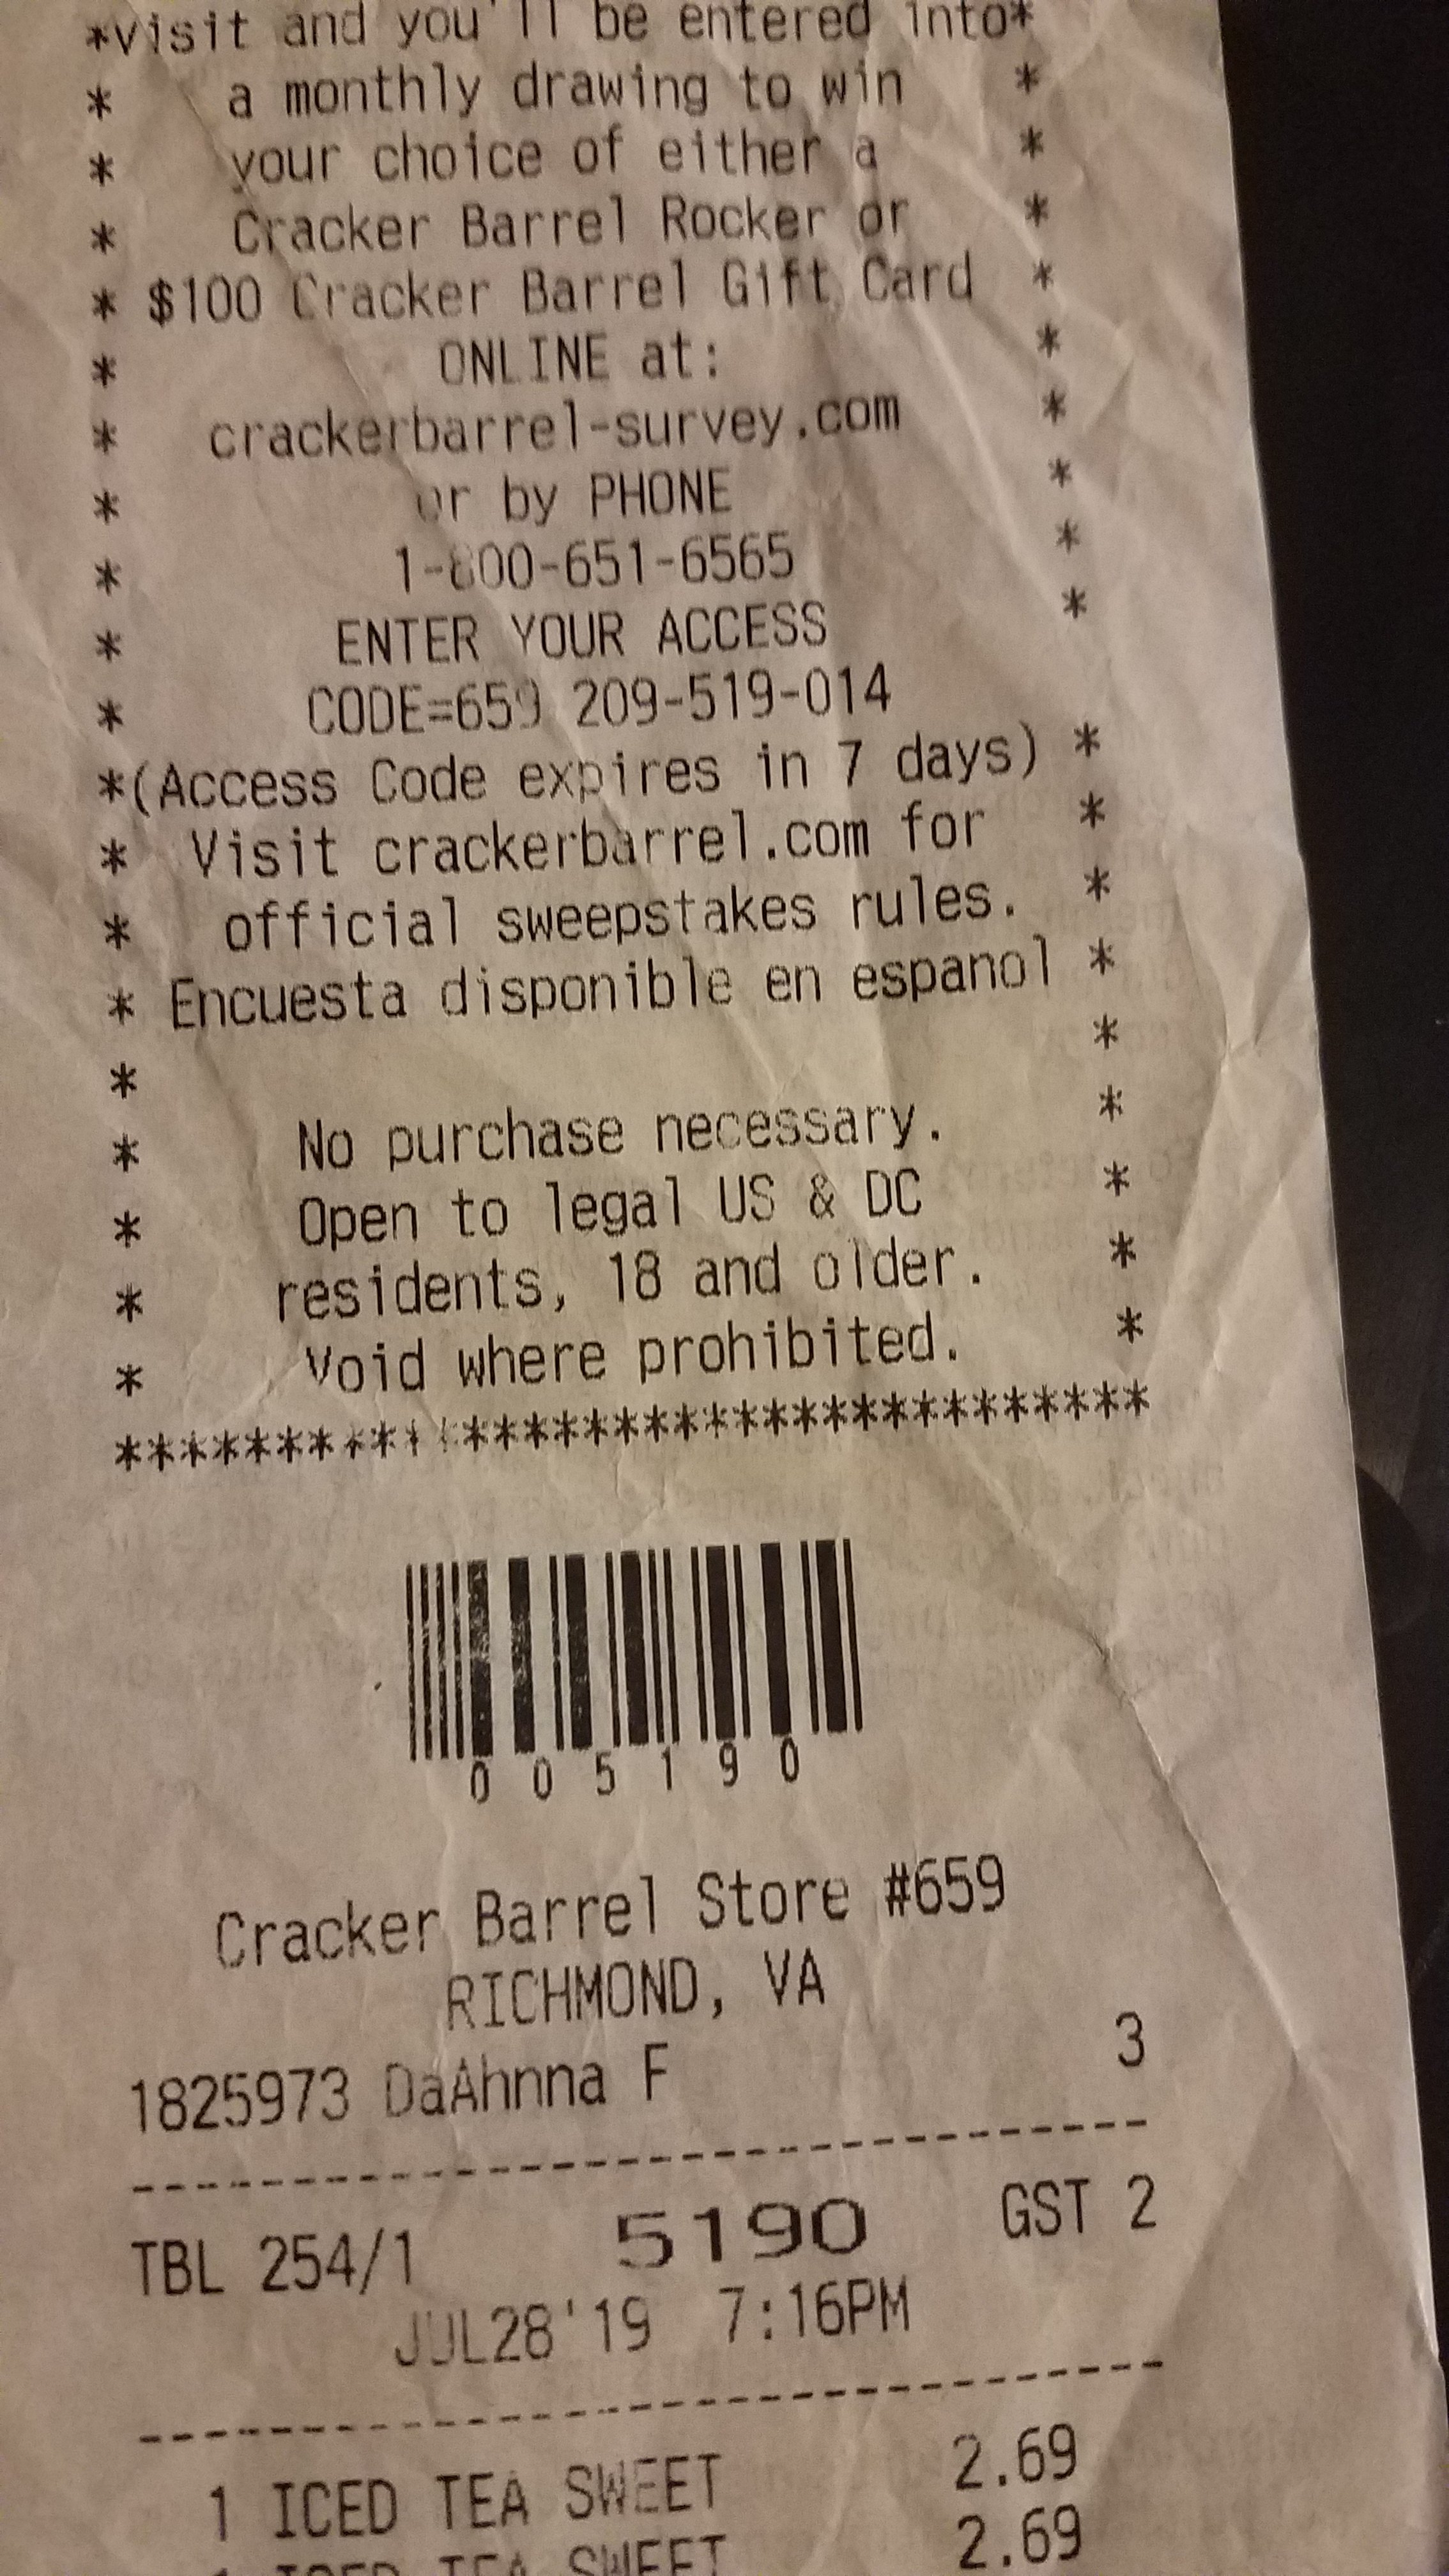 *visit and you'll be entered into*
* a monthly drawing to win *
* your choice of either a *
* Cracker Barrel Rocker or *
* $100 Cracker Barrel Gift Card *
* ONLINE at: *
* crackerbarrel-survey.com *
* or by PHONE *
* 1-800-651-6565 *
* ENTER YOUR ACCESS *
* CODE=659 209-519-014
*(Access Code expires in 7 days) *
* Visit crackerbarrel.com for *
* official sweepstakes rules. *
* Encuesta disponible en espanol *
* *
* No purchase necessary. *
* Open to legal US & DC *
* residents, 18 and older. *
* Void where prohibited. *
**********************************
005190
Cracker Barrel Store #659
RICHMOND, VA
1825973 DaAhnna F 3
--------------------------------
TBL 254/1 5190 GST 2
JUL28'19 7:16PM
--------------------------------
1 ICED TEA SWEET 2.69
1 ICED TEA SWEET 2.69